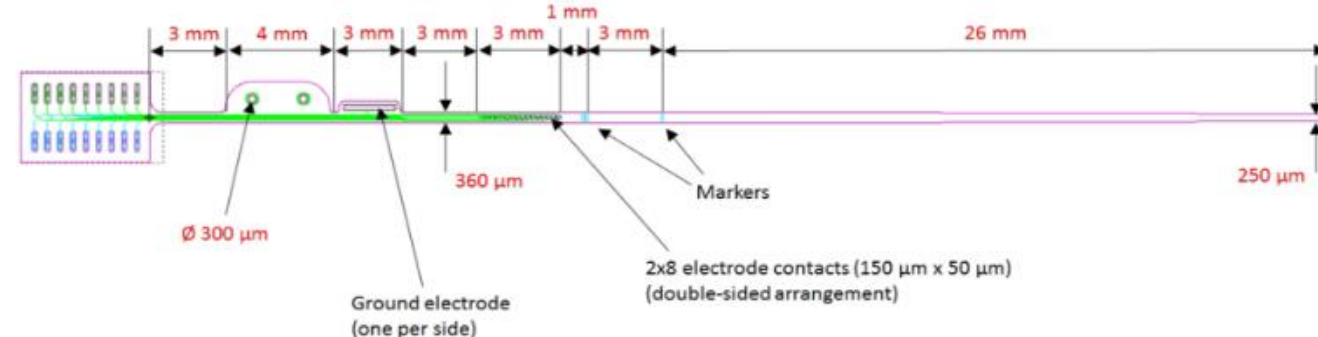 1 mm
3 mm 4 mm 3 mm 3 mm 3 mm 3 mm 26 mm
360 µm
Markers
250 µm
Ø 300 µm
2x8 electrode contacts (150 µm x 50 µm)
(double-sided arrangement)
Ground electrode
(one per side)